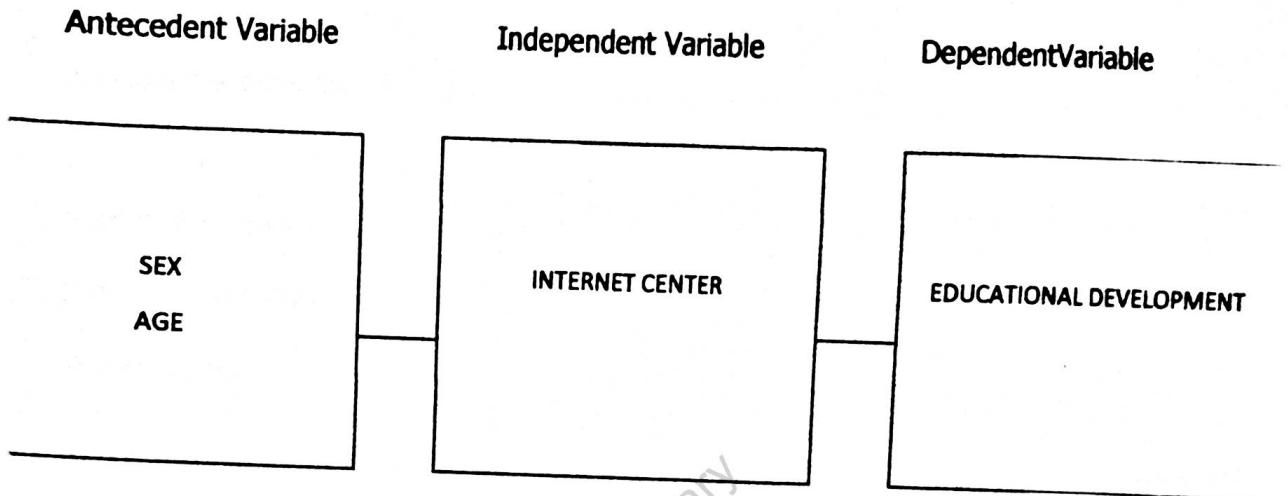 Antecedent Variable
Independent Variable
DependentVariable
SEX
AGE
INTERNET CENTER
EDUCATIONAL DEVELOPMENT